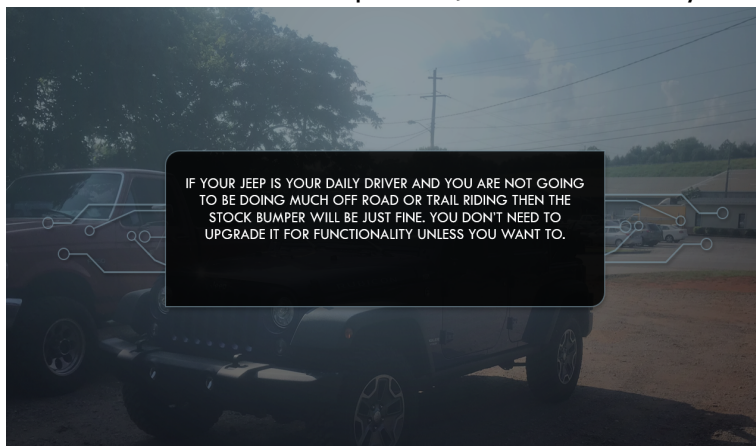 IF YOUR JEEP IS YOUR DAILY DRIVER AND YOU ARE NOT GOING
TO BE DOING MUCH OFF ROAD OR TRAIL RIDING THEN THE
STOCK BUMPER WILL BE JUST FINE. YOU DON'T NEED TO
UPGRADE IT FOR FUNCTIONALITY UNLESS YOU WANT TO.